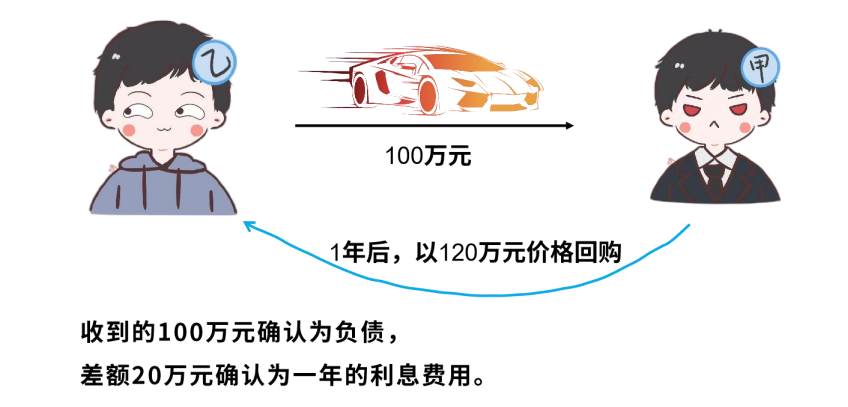 乙
甲
100万元
1年后，以120万元价格回购
收到的100万元确认为负债，
差额20万元确认为一年的利息费用。